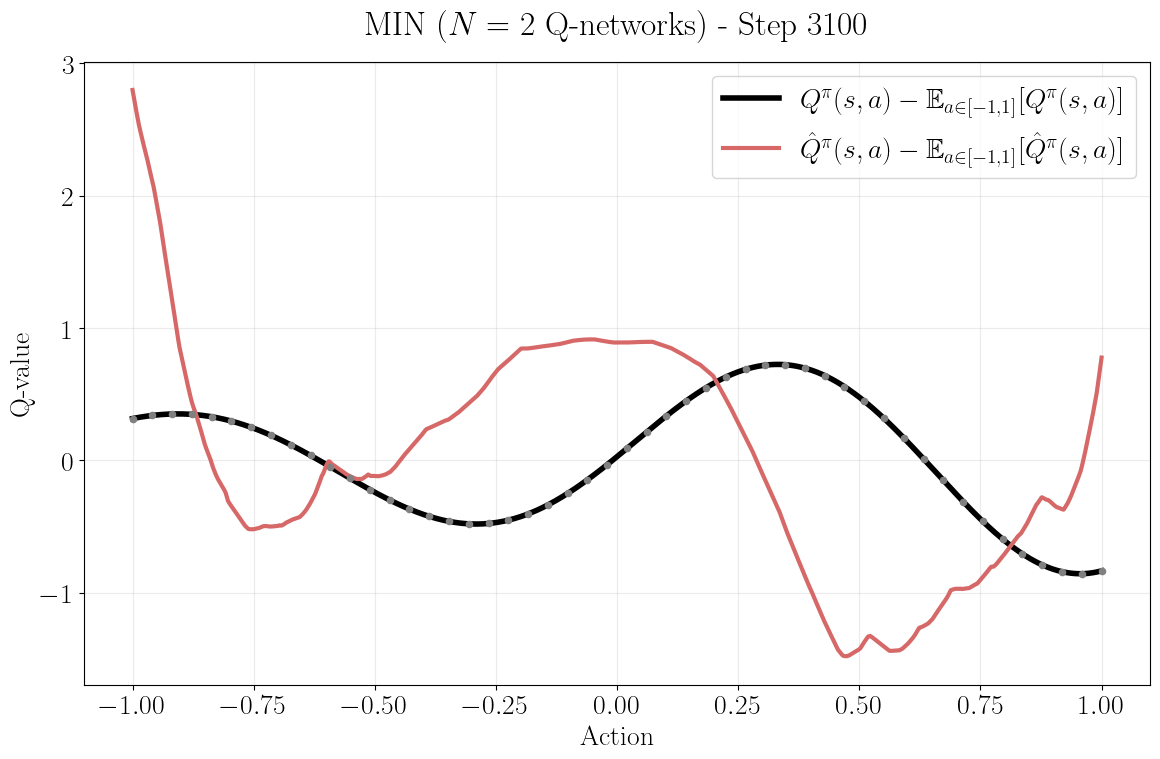 MIN (N = 2 Q-networks) - Step 3100
3
2
1
0
−1
Q-value
Q^π(s, a) − 𝔼_{a∈[−1,1]}[Q^π(s, a)]
Q̂^π(s, a) − 𝔼_{a∈[−1,1]}[Q̂^π(s, a)]
−1.00 −0.75 −0.50 −0.25 0.00 0.25 0.50 0.75 1.00
Action